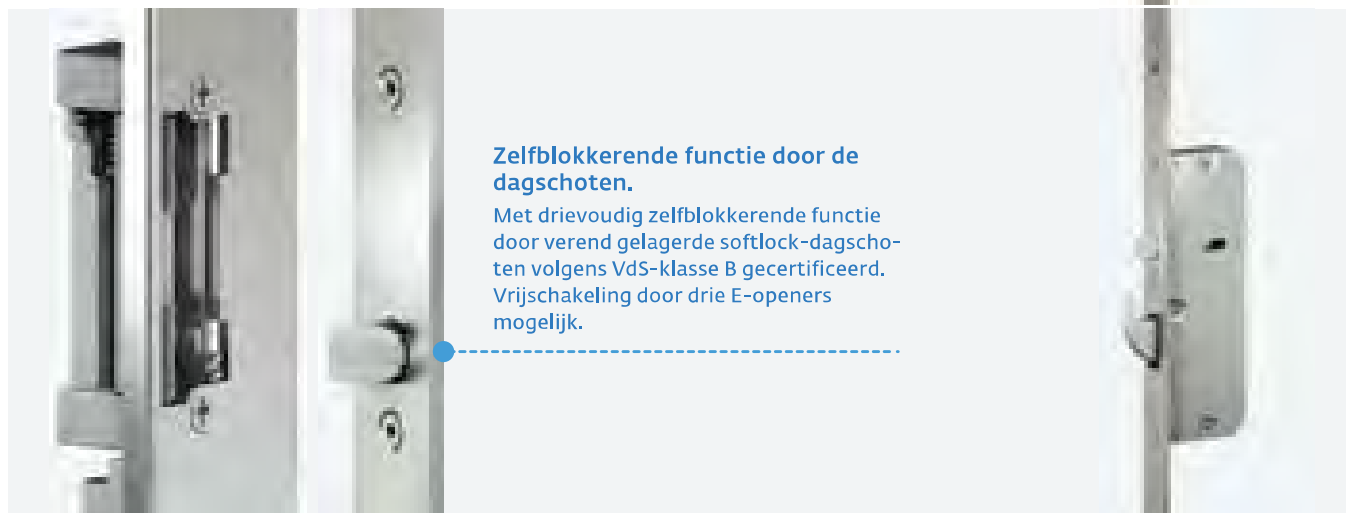 Zelfblokkerende functie door de
dagschoten.
Met drievoudig zelfblokkerende functie
door verend gelagerde softlock-dagscho-
ten volgens VdS-klasse B gecertificeerd.
Vrijschakeling door drie E-openers
mogelijk.